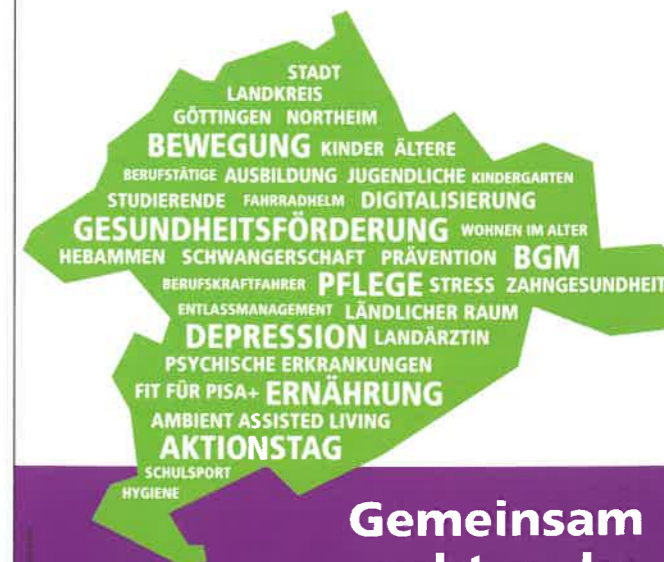 STADT
LANDKREIS
GÖTTINGEN NORTHEIM
BEWEGUNG KINDER ÄLTERE
BERUFSTÄTIGE AUSBILDUNG JUGENDLICHE KINDERGARTEN
STUDIERENDE FAHRRADHELM DIGITALISIERUNG
GESUNDHEITSFÖRDERUNG WOHNEN IM ALTER
HEBAMMEN SCHWANGERSCHAFT PRÄVENTION BGM
BERUFSKRAFTFAHRER PFLEGE STRESS ZAHNGESUNDHEIT
ENTLASSMANAGEMENT LÄNDLICHER RAUM
DEPRESSION LANDÄRZTIN
PSYCHISCHE ERKRANKUNGEN
FIT FÜR PISA+ ERNÄHRUNG
AMBIENT ASSISTED LIVING
AKTIONSTAG
SCHULSPORT
HYGIENE
Gemeinsam